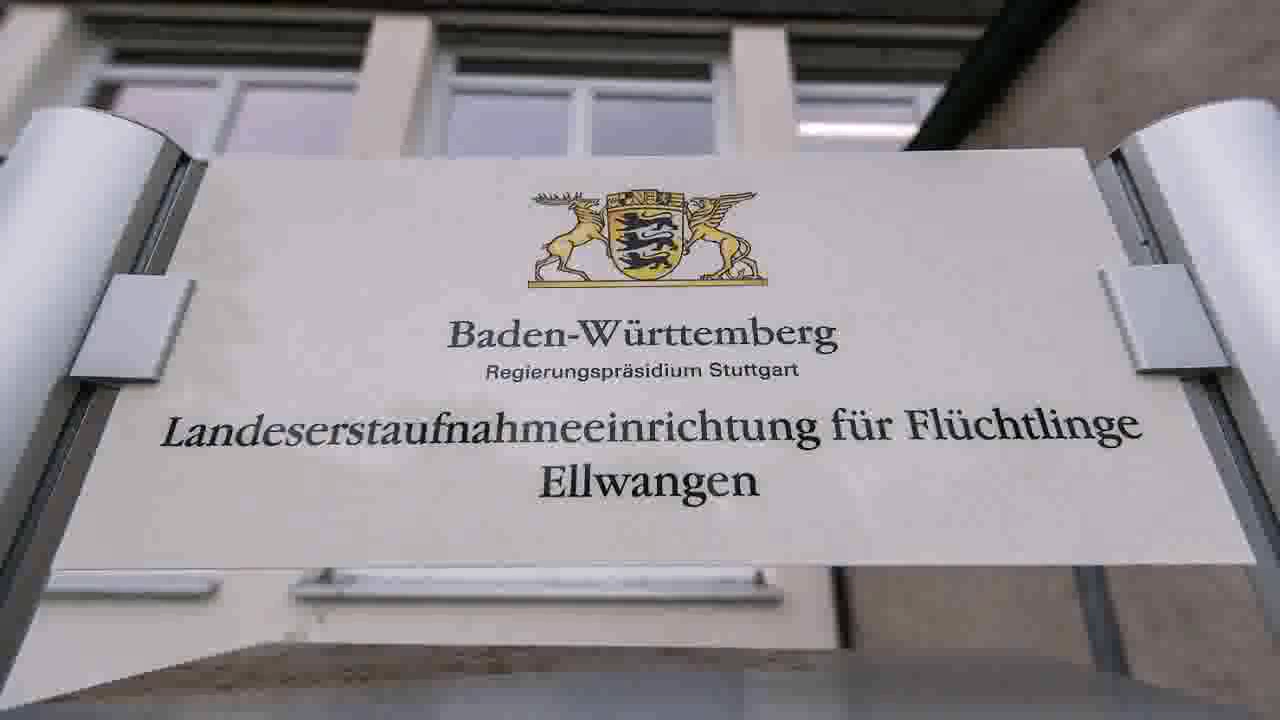 Baden-Württemberg
Regierungspräsidium Stuttgart
Landeserstaufnahmeeinrichtung für Flüchtlinge
Ellwangen